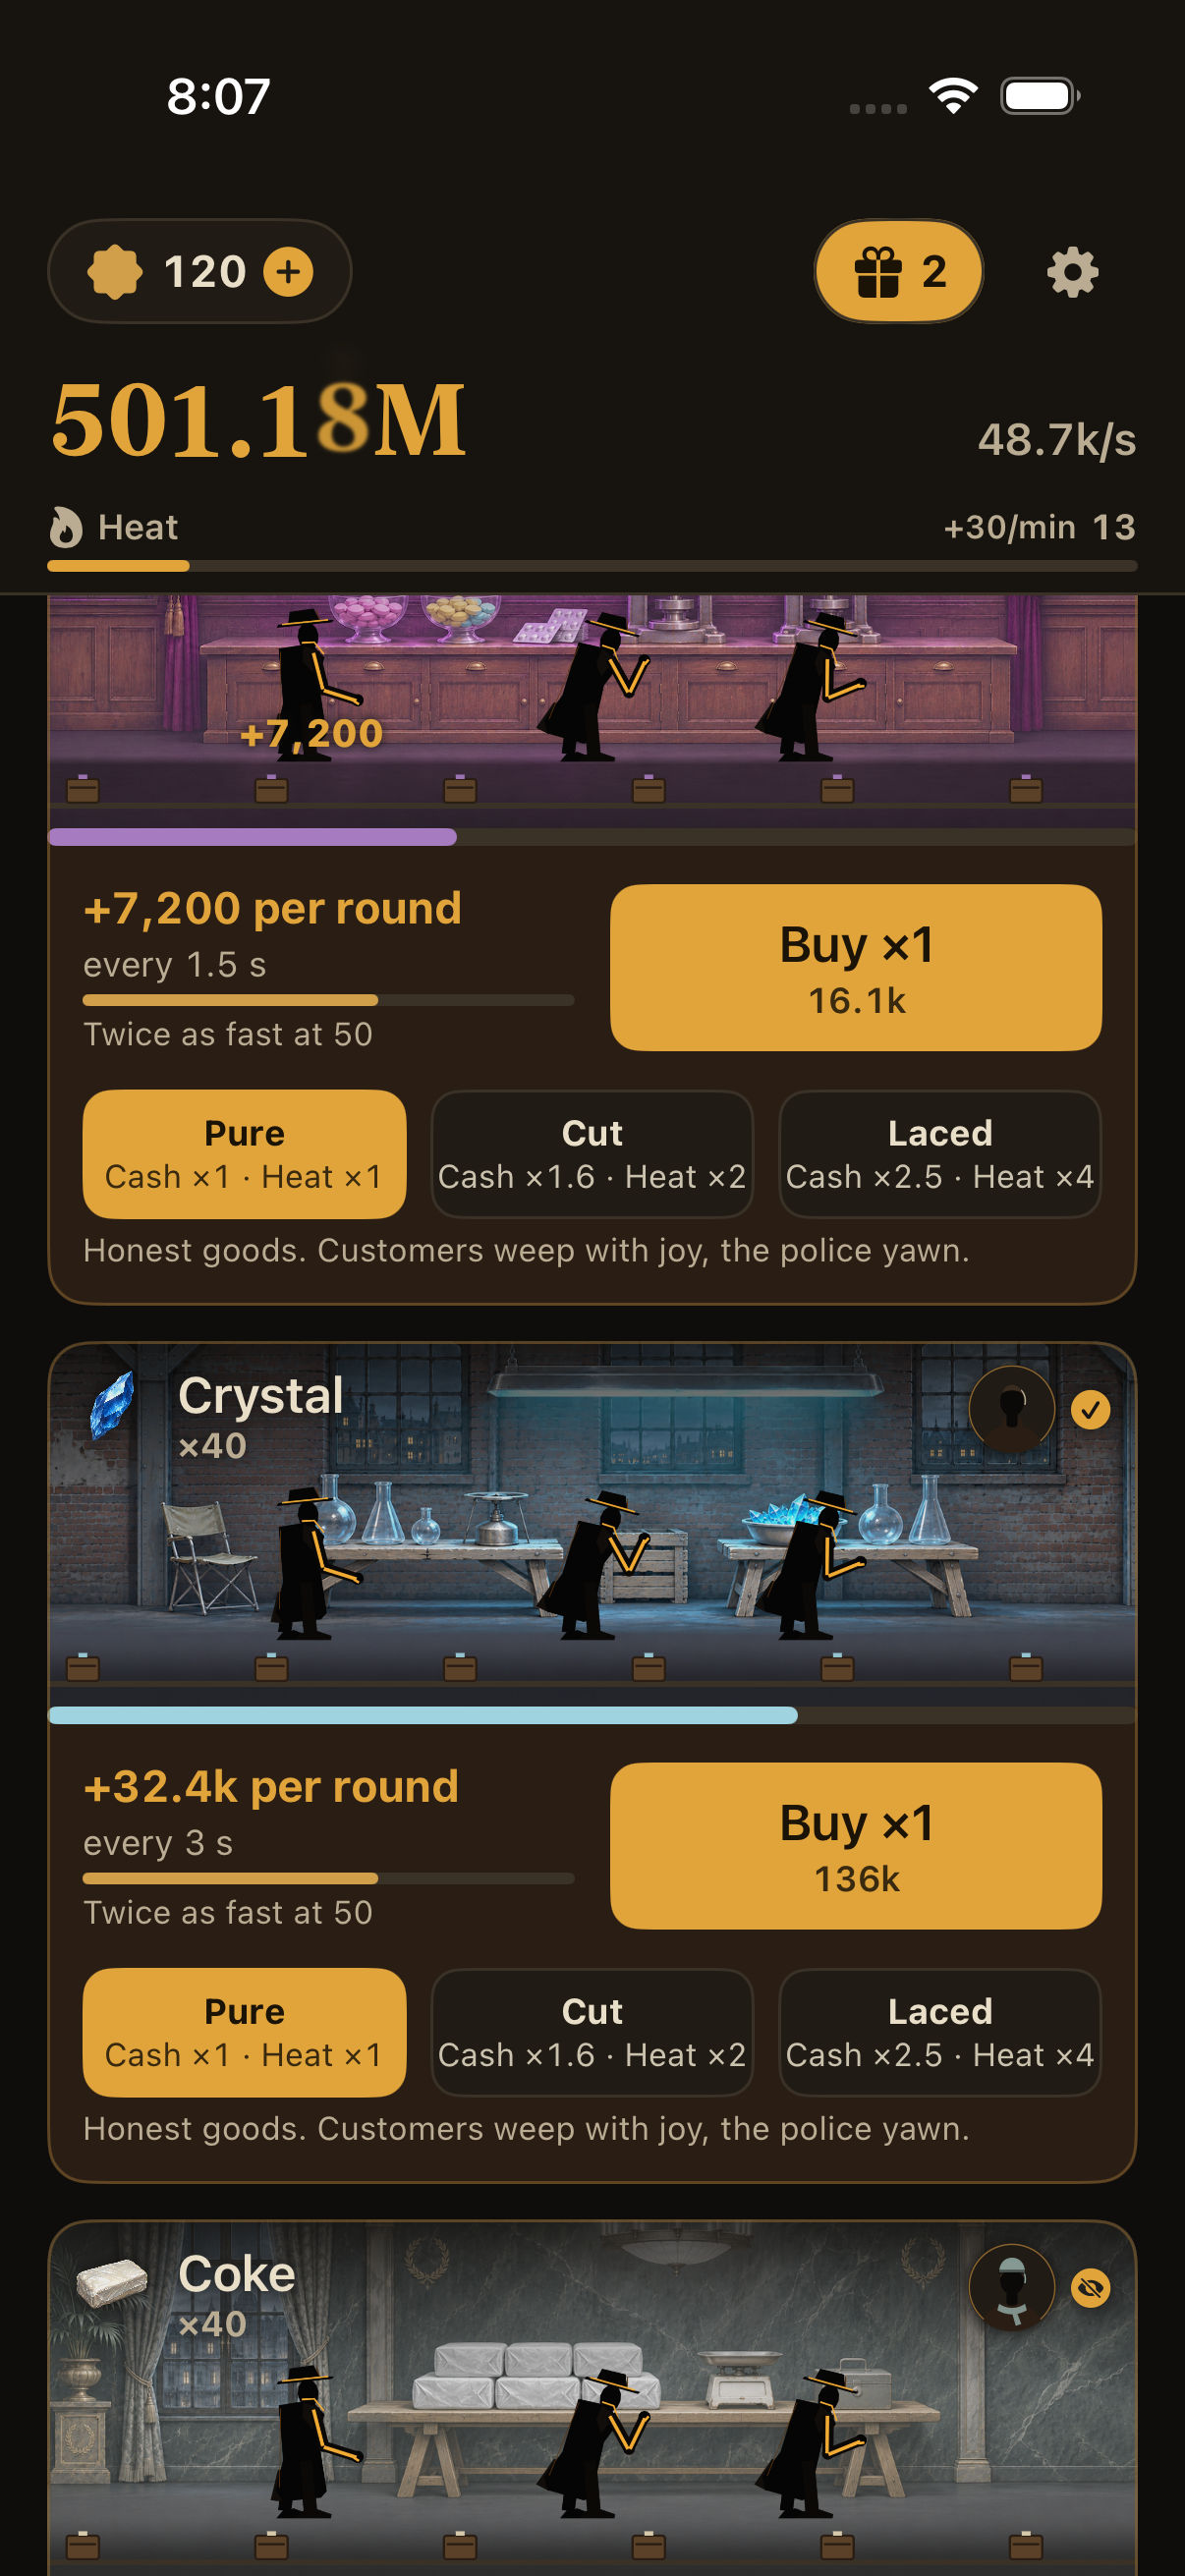 8:07
120
2
501.18M
48.7k/s
Heat
+30/min 13
+7,200
+7,200 per round
every 1.5 s
Twice as fast at 50
Buy ×1
16.1k
Pure
Cash ×1 · Heat ×1
Cut
Cash ×1.6 · Heat ×2
Laced
Cash ×2.5 · Heat ×4
Honest goods. Customers weep with joy, the police yawn.
Crystal
×40
+32.4k per round
every 3 s
Twice as fast at 50
Buy ×1
136k
Pure
Cash ×1 · Heat ×1
Cut
Cash ×1.6 · Heat ×2
Laced
Cash ×2.5 · Heat ×4
Honest goods. Customers weep with joy, the police yawn.
Coke
×40